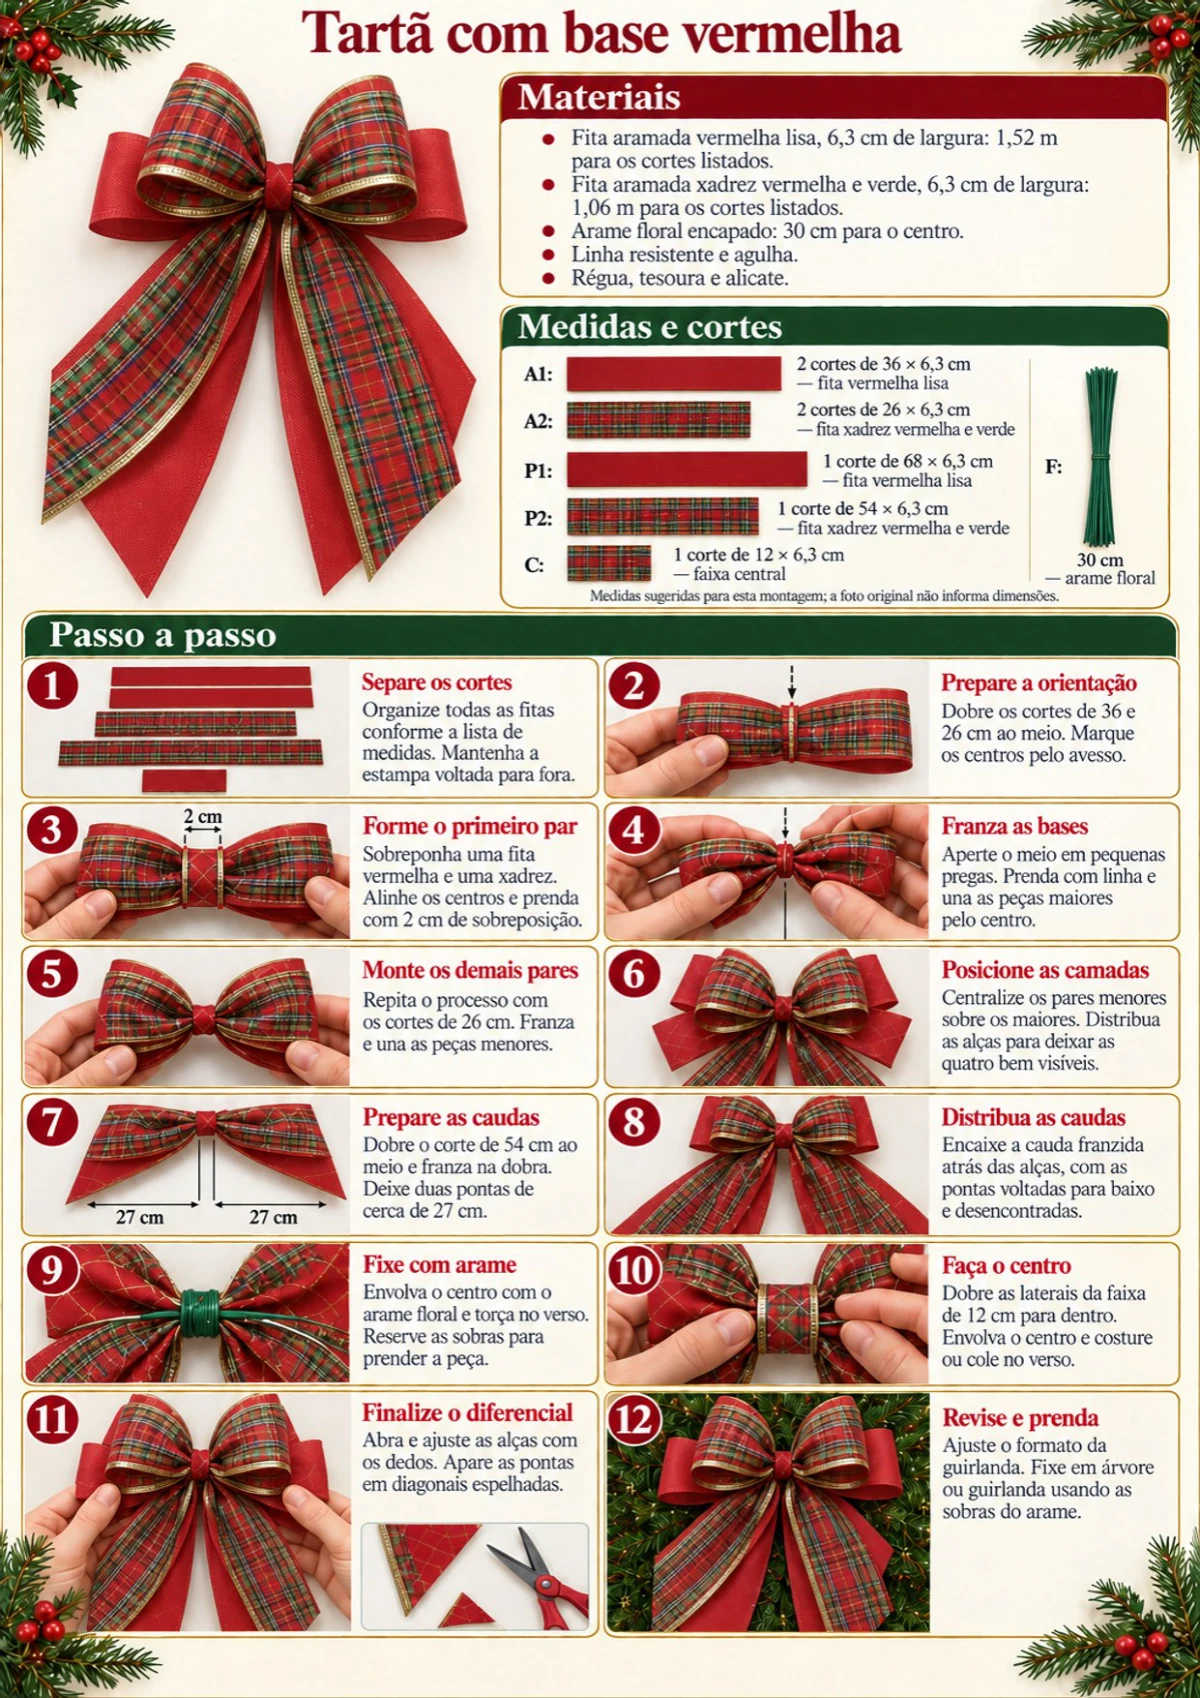 Tartã com base vermelha
Materiais
Fita aramada vermelha lisa, 6,3 cm de largura: 1,52 m
para os cortes listados.
Fita aramada xadrez vermelha e verde, 6,3 cm de largura:
1,06 m para os cortes listados.
Arame floral encapado: 30 cm para o centro.
Linha resistente e agulha.
Régua, tesoura e alicate.
Medidas e cortes
A1:
2 cortes de 36 × 6,3 cm
— fita vermelha lisa
A2:
2 cortes de 26 × 6,3 cm
— fita xadrez vermelha e verde
P1:
1 corte de 68 × 6,3 cm
— fita vermelha lisa
P2:
1 corte de 54 × 6,3 cm
— fita xadrez vermelha e verde
C:
1 corte de 12 × 6,3 cm
— faixa central
F:
30 cm
— arame floral
Medidas sugeridas para esta montagem; a foto original não informa dimensões.
Passo a passo
1
Separe os cortes
Organize todas as fitas
conforme a lista de
medidas. Mantenha a
estampa voltada para fora.
2
Prepare a orientação
Dobre os cortes de 36 e
26 cm ao meio. Marque
os centros pelo avesso.
3
2 cm
Forme o primeiro par
Sobreponha uma fita
vermelha e uma xadrez.
Alinhe os centros e prenda
com 2 cm de sobreposição.
4
Franza as bases
Aperte o meio em pequenas
pregas. Prenda com linha e
una as peças maiores
pelo centro.
5
Monte os demais pares
Repita o processo com
os cortes de 26 cm. Franza
e una as peças menores.
6
Posicione as camadas
Centralize os pares menores
sobre os maiores. Distribua
as alças para deixar as
quatro bem visíveis.
7
27 cm
27 cm
Prepare as caudas
Dobre o corte de 54 cm ao
meio e franza na dobra.
Deixe duas pontas de
cerca de 27 cm.
8
Distribua as caudas
Encaixe a cauda franzida
atrás das alças, com as
pontas voltadas para baixo
e desencontradas.
9
Fixe com arame
Envolva o centro com o
arame floral e torça no verso.
Reserve as sobras para
prender a peça.
10
Faça o centro
Dobre as laterais da faixa
de 12 cm para dentro.
Envolva o centro e costure
ou cole no verso.
11
Finalize o diferencial
Abra e ajuste as alças com
os dedos. Apare as pontas
em diagonais espelhadas.
12
Revise e prenda
Ajuste o formato da
guirlanda. Fixe em árvore
ou guirlanda usando as
sobras do arame.